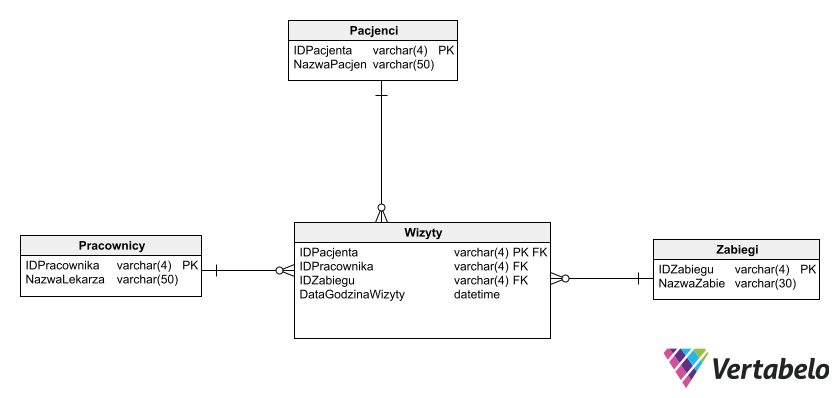 Pacjenci
IDPacjenta varchar(4) PK
NazwaPacjen varchar(50)
Pracownicy
IDPracownika varchar(4) PK
NazwaLekarza varchar(50)
Wizyty
IDPacjenta varchar(4) PK FK
IDPracownika varchar(4) FK
IDZabiegu varchar(4) FK
DataGodzinaWizyty datetime
Zabiegi
IDZabiegu varchar(4) PK
NazwaZabie varchar(30)
Vertabelo